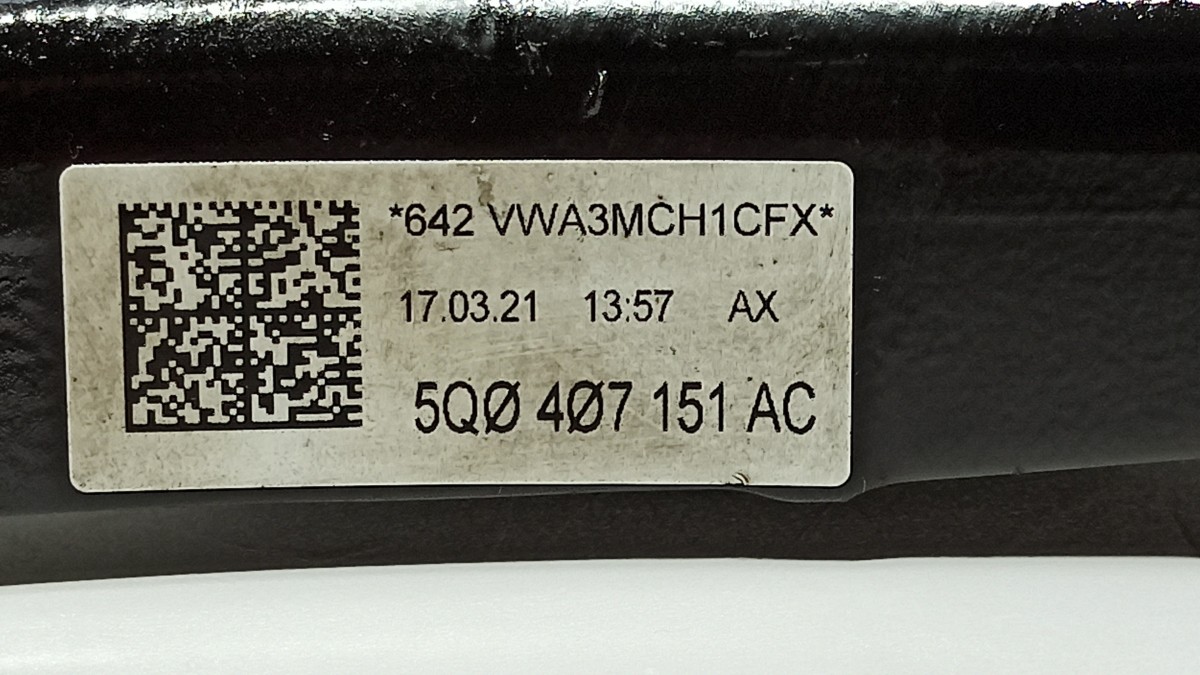 *642 VWA3MCH1CFX*
17.03.21 13:57 AX
5QØ 4Ø7 151 AC